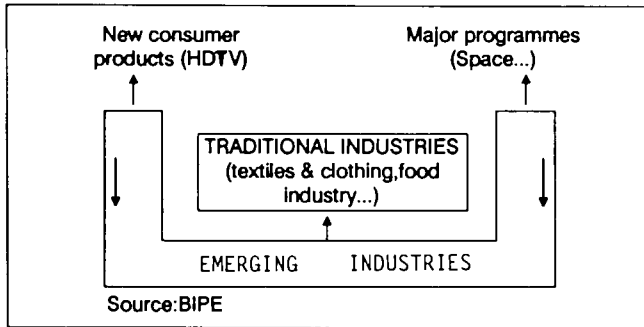 New consumer
products (HDTV)
Major programmes
(Space...)
TRADITIONAL INDUSTRIES
(textiles & clothing,food
industry...)
EMERGING INDUSTRIES
Source:BIPE